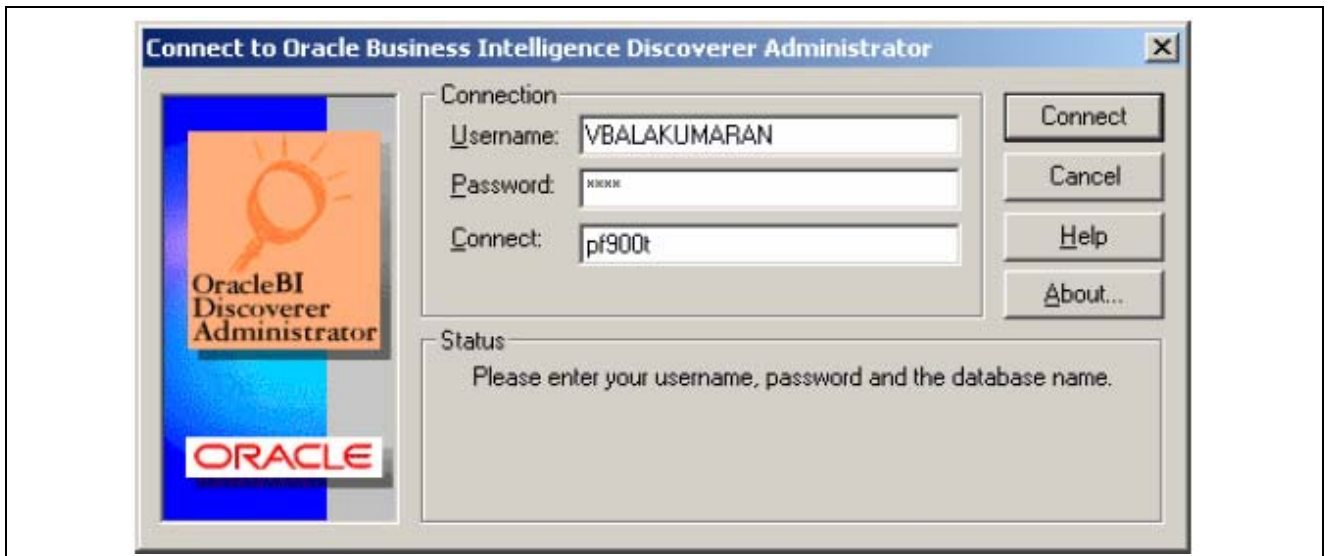 Connect to Oracle Business Intelligence Discoverer Administrator
Connection
Username: VBALAKUMARAN
Password: ****
Connect: pf900t
Connect
Cancel
Help
About...
OracleBI
Discoverer
Administrator
ORACLE
Status
Please enter your username, password and the database name.